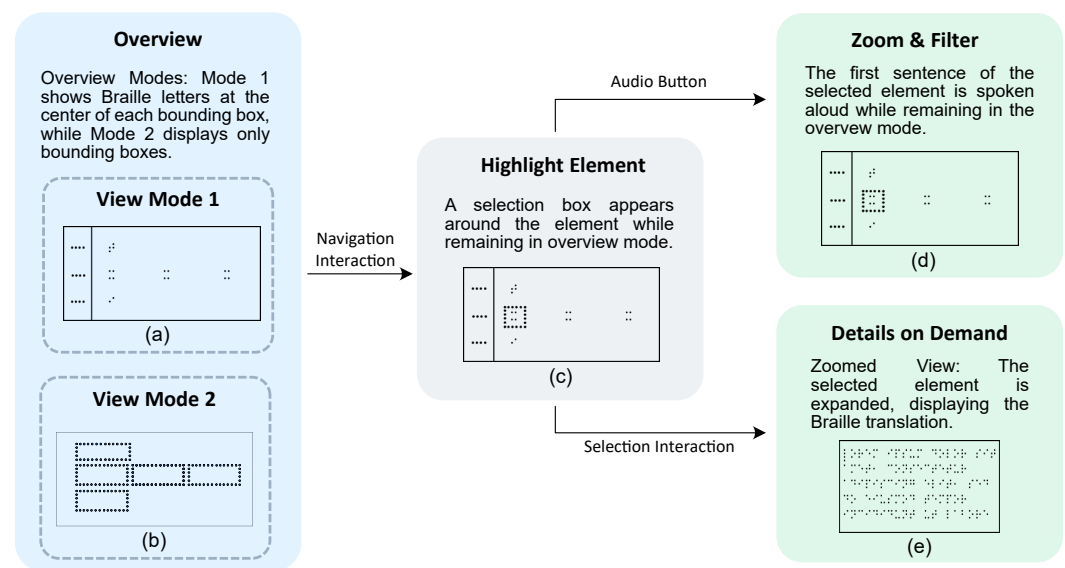 Overview
Overview Modes: Mode 1
shows Braille letters at the
center of each bounding box,
while Mode 2 displays only
bounding boxes.
View Mode 1
(a)
View Mode 2
(b)
Navigation
Interaction
Highlight Element
A selection box appears
around the element while
remaining in overview mode.
(c)
Audio Button
Selection Interaction
Zoom & Filter
The first sentence of the
selected element is spoken
aloud while remaining in the
overvew mode.
(d)
Details on Demand
Zoomed View: The
selected element is
expanded, displaying the
Braille translation.
(e)